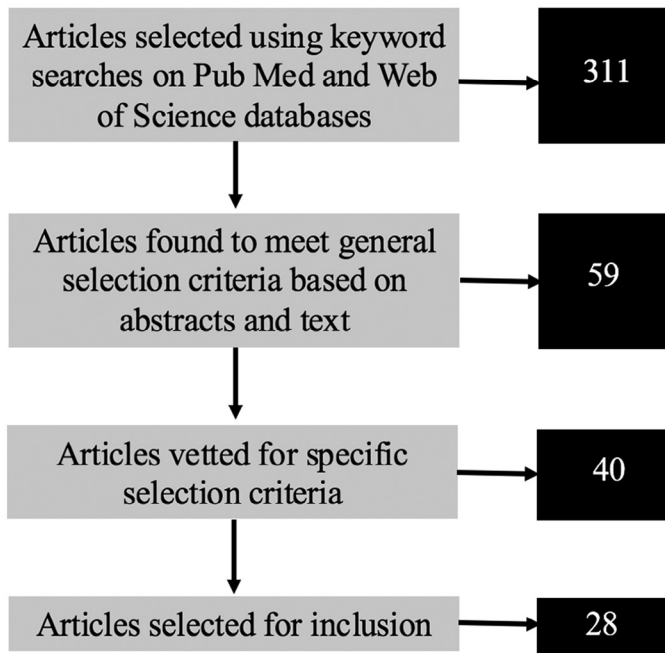 Articles selected using keyword
searches on Pub Med and Web
of Science databases
311
Articles found to meet general
selection criteria based on
abstracts and text
59
Articles vetted for specific
selection criteria
40
Articles selected for inclusion
28